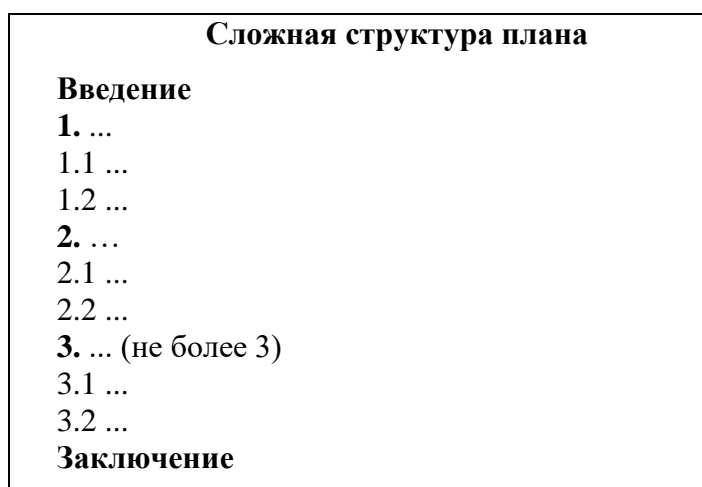 Сложная структура плана
Введение
1. ...
1.1 ...
1.2 ...
2. …
2.1 ...
2.2 ...
3. ... (не более 3)
3.1 ...
3.2 ...
Заключение